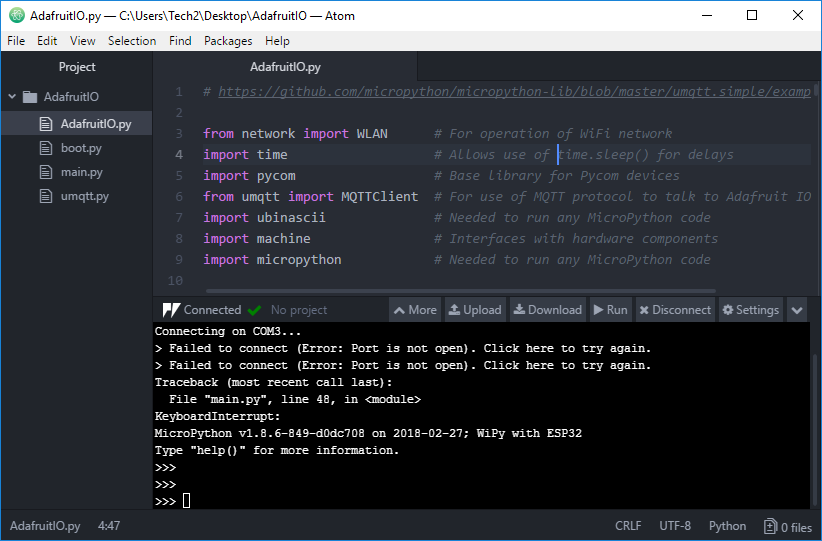 AdafruitIO.py — C:\Users\Tech2\Desktop\AdafruitIO — Atom
File Edit View Selection Find Packages Help
Project
AdafruitIO
AdafruitIO.py
boot.py
main.py
umqtt.py
AdafruitIO.py
1 # https://github.com/micropython/micropython-lib/blob/master/umqtt.simple/examp
2
3 from network import WLAN # For operation of WiFi network
4 import time # Allows use of time.sleep() for delays
5 import pycom # Base library for Pycom devices
6 from umqtt import MQTTClient # For use of MQTT protocol to talk to Adafruit IO
7 import ubinascii # Needed to run any MicroPython code
8 import machine # Interfaces with hardware components
9 import micropython # Needed to run any MicroPython code
10
Connected No project More Upload Download Run Disconnect Settings
Connecting on COM3...
> Failed to connect (Error: Port is not open). Click here to try again.
> Failed to connect (Error: Port is not open). Click here to try again.
Traceback (most recent call last):
File "main.py", line 48, in <module>
KeyboardInterrupt:
MicroPython v1.8.6-849-d0dc708 on 2018-02-27; WiPy with ESP32
Type "help()" for more information.
>>>
>>>
>>>
AdafruitIO.py 4:47 CRLF UTF-8 Python 0 files